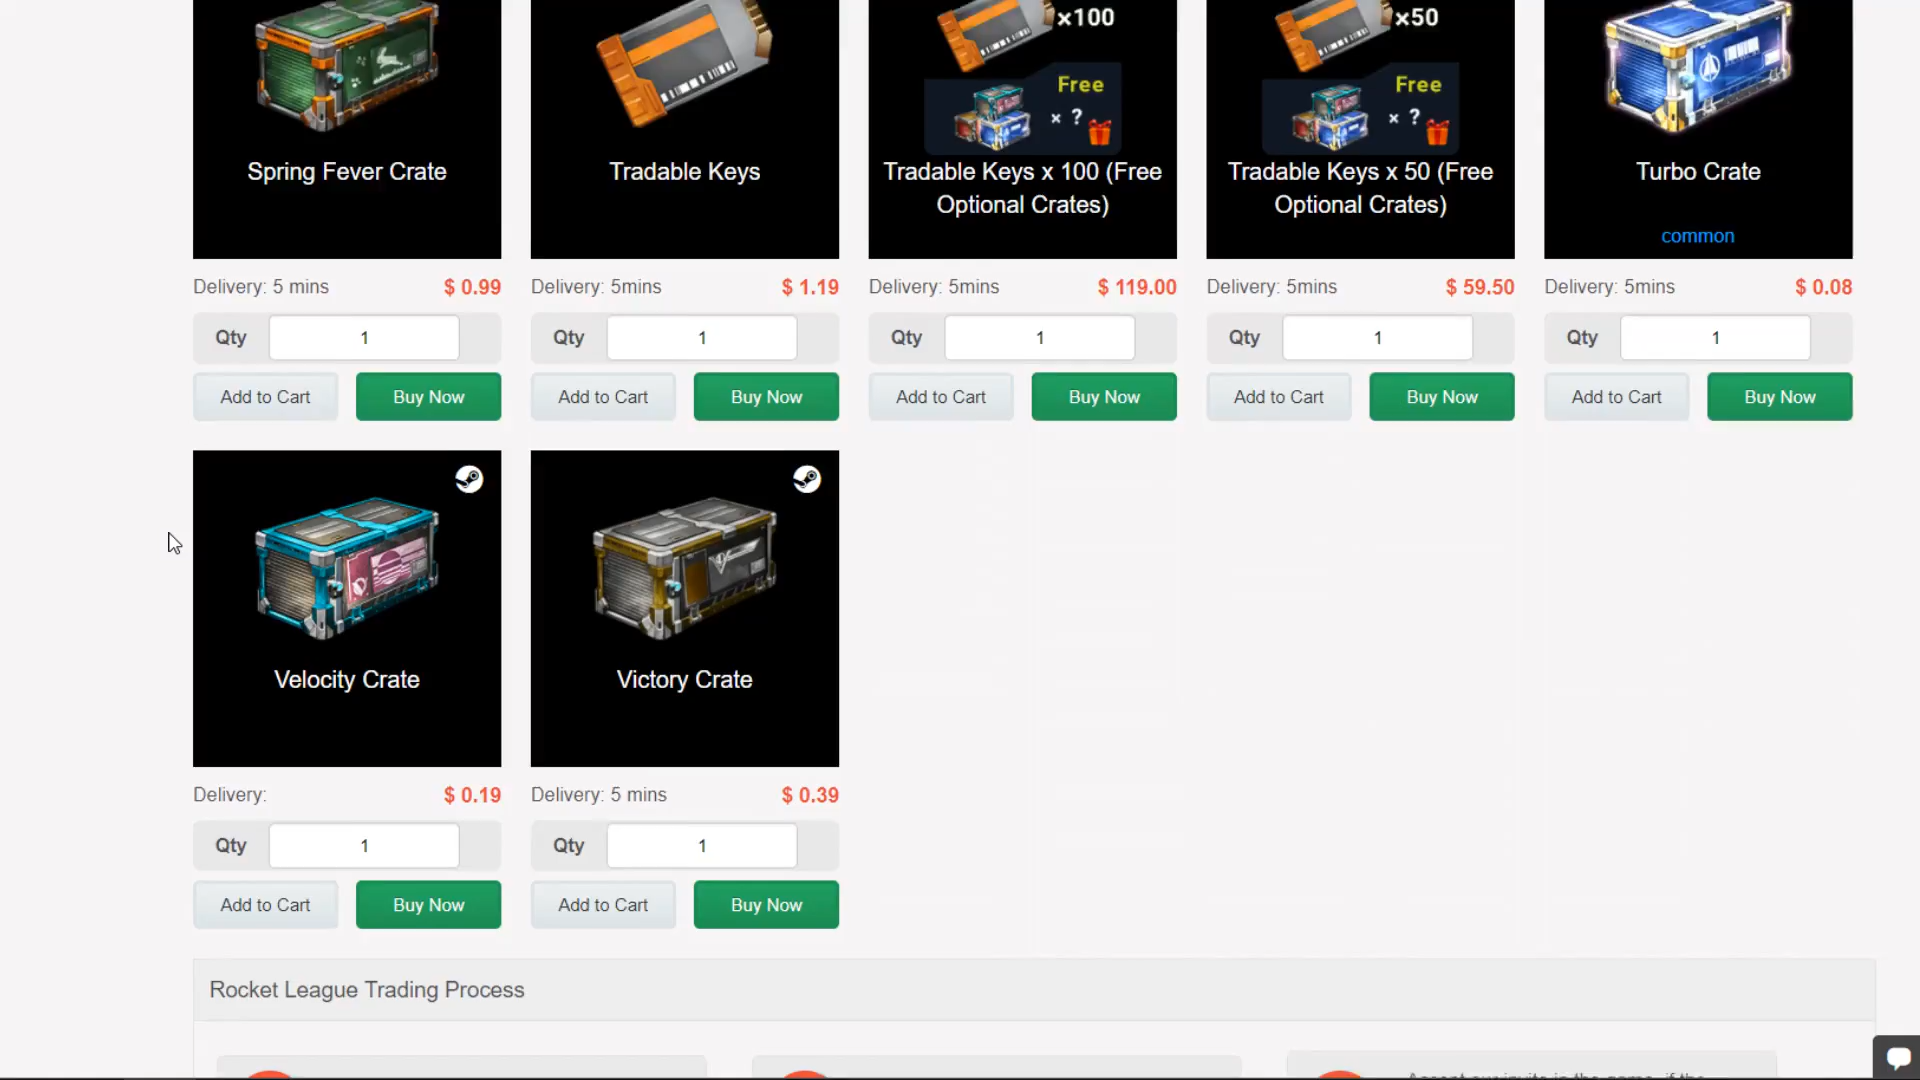 ×100
×50
Free
× ?
Free
× ?
Spring Fever Crate
Tradable Keys
Tradable Keys x 100 (Free
Optional Crates)
Tradable Keys x 50 (Free
Optional Crates)
Turbo Crate
common
Delivery: 5 mins
$ 0.99
Delivery: 5mins
$ 1.19
Delivery: 5mins
$ 119.00
Delivery: 5mins
$ 59.50
Delivery: 5mins
$ 0.08
Qty
1
Qty
1
Qty
1
Qty
1
Qty
1
Add to Cart
Buy Now
Add to Cart
Buy Now
Add to Cart
Buy Now
Add to Cart
Buy Now
Add to Cart
Buy Now
Velocity Crate
Victory Crate
Delivery:
$ 0.19
Delivery: 5 mins
$ 0.39
Qty
1
Qty
1
Add to Cart
Buy Now
Add to Cart
Buy Now
Rocket League Trading Process